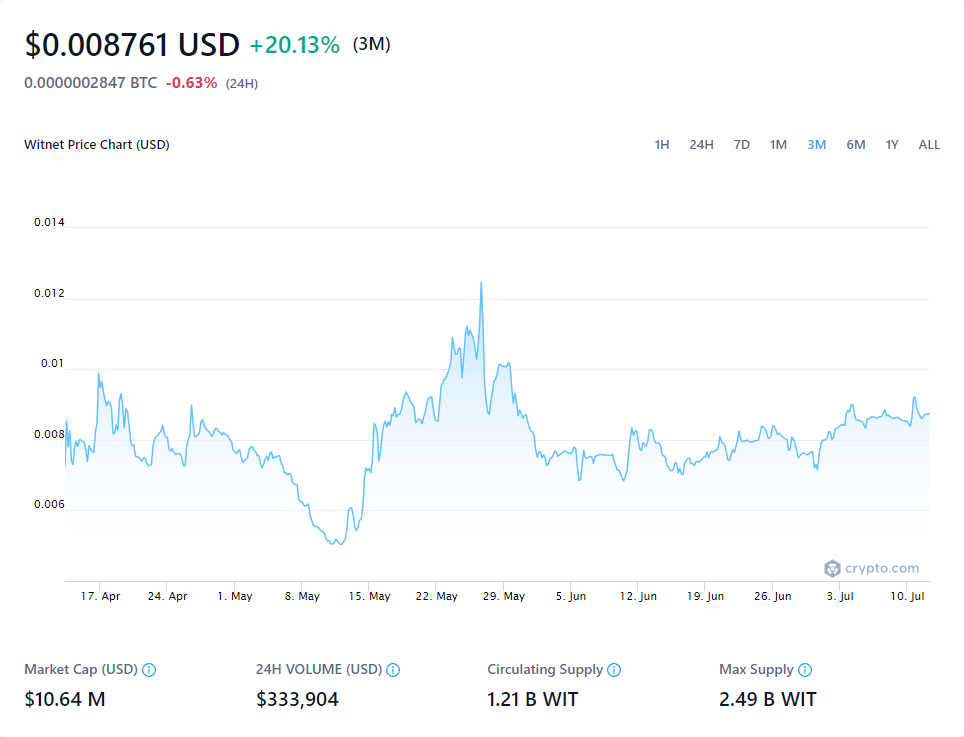 $0.008761 USD +20.13% (3M)
0.0000002847 BTC -0.63% (24H)
Witnet Price Chart (USD) 1H 24H 7D 1M 3M 6M 1Y ALL
0.014
0.012
0.01
0.008
0.006
crypto.com
17. Apr 24. Apr 1. May 8. May 15. May 22. May 29. May 5. Jun 12. Jun 19. Jun 26. Jun 3. Jul 10. Jul
Market Cap (USD) 24H VOLUME (USD) Circulating Supply Max Supply
$10.64 M $333,904 1.21 B WIT 2.49 B WIT